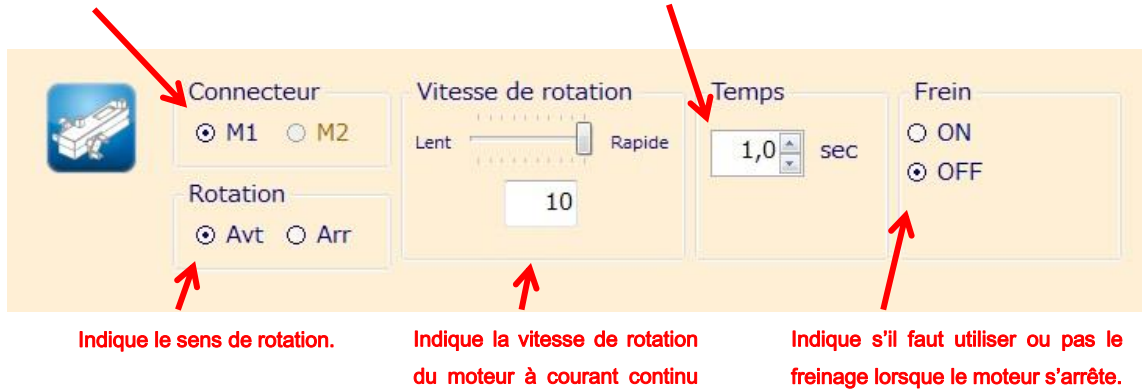 Connecteur
M1 M2
Rotation
Avt Arr
Vitesse de rotation
Lent Rapide
10
Temps
1,0 sec
Frein
ON
OFF
Indique le sens de rotation.
Indique la vitesse de rotation
du moteur à courant continu
Indique s'il faut utiliser ou pas le
freinage lorsque le moteur s'arrête.